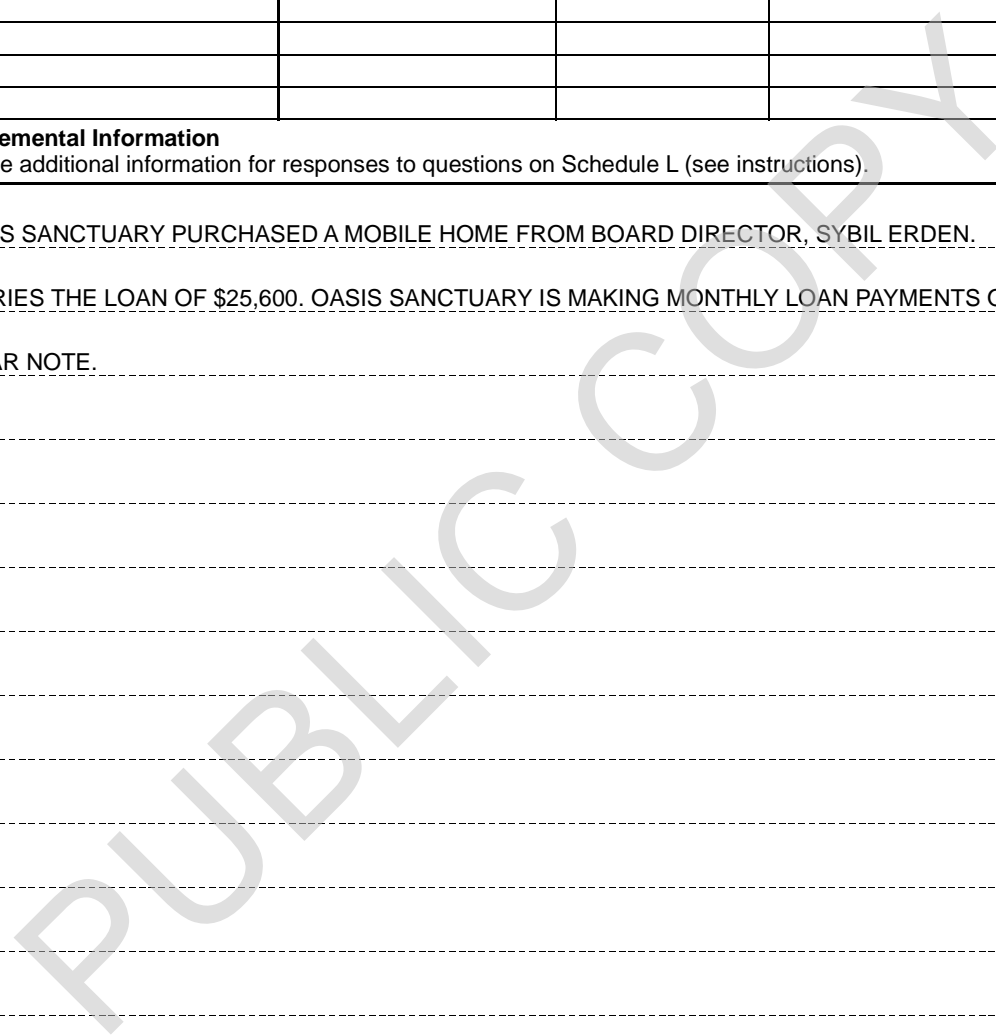 emental Information
e additional information for responses to questions on Schedule L (see instructions).
S SANCTUARY PURCHASED A MOBILE HOME FROM BOARD DIRECTOR, SYBIL ERDEN.
RIES THE LOAN OF $25,600. OASIS SANCTUARY IS MAKING MONTHLY LOAN PAYMENTS O
AR NOTE.
PUBLIC COPY